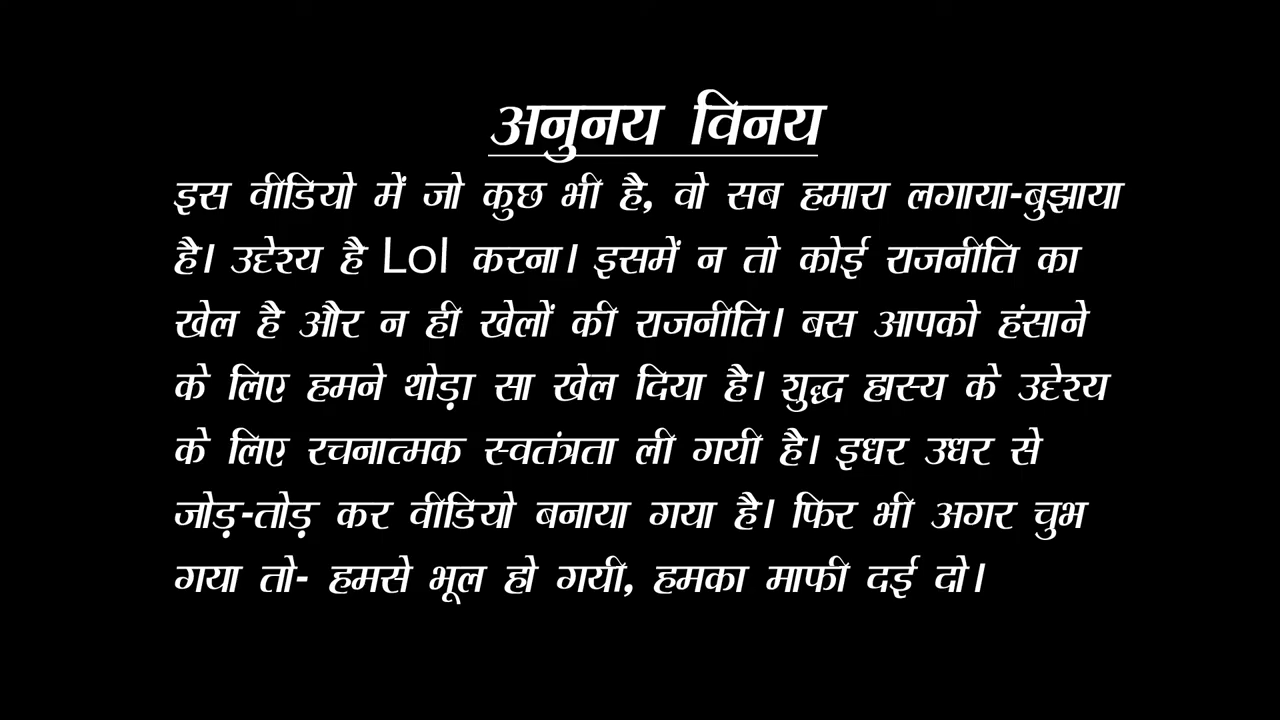 अनुनय विनय
इस वीडियो में जो कुछ भी है, वो सब हमारा लगाया-बुझाया
है। उद्देश्य है Lol करना। इसमें न तो कोई राजनीति का
खेल है और न ही खेलों की राजनीति। बस आपको हंसाने
के लिए हमने थोड़ा सा खेल दिया है। शुद्ध हास्य के उद्देश्य
के लिए रचनात्मक स्वतंत्रता ली गयी है। इधर उधर से
जोड़-तोड़ कर वीडियो बनाया गया है। फिर भी अगर चुभ
गया तो- हमसे भूल हो गयी, हमका माफी दई दो।